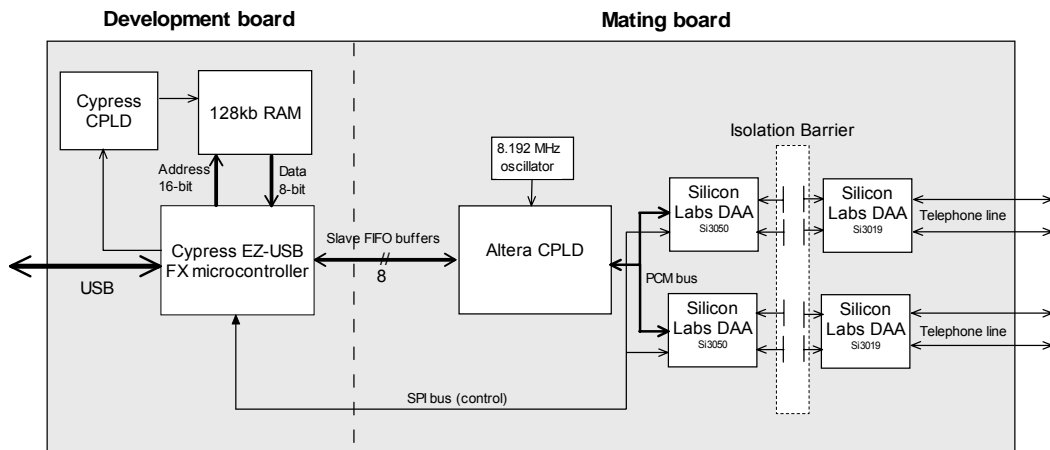 Development board
Mating board
Cypress
CPLD
128kb RAM
Address
16-bit
Data
8-bit
Cypress EZ-USB
FX microcontroller
USB
Slave FIFO buffers
8
8.192 MHz
oscillator
Altera CPLD
PCM bus
SPI bus (control)
Isolation Barrier
Silicon
Labs DAA
Si3050
Silicon
Labs DAA
Si3019
Telephone line
Silicon
Labs DAA
Si3050
Silicon
Labs DAA
Si3019
Telephone line